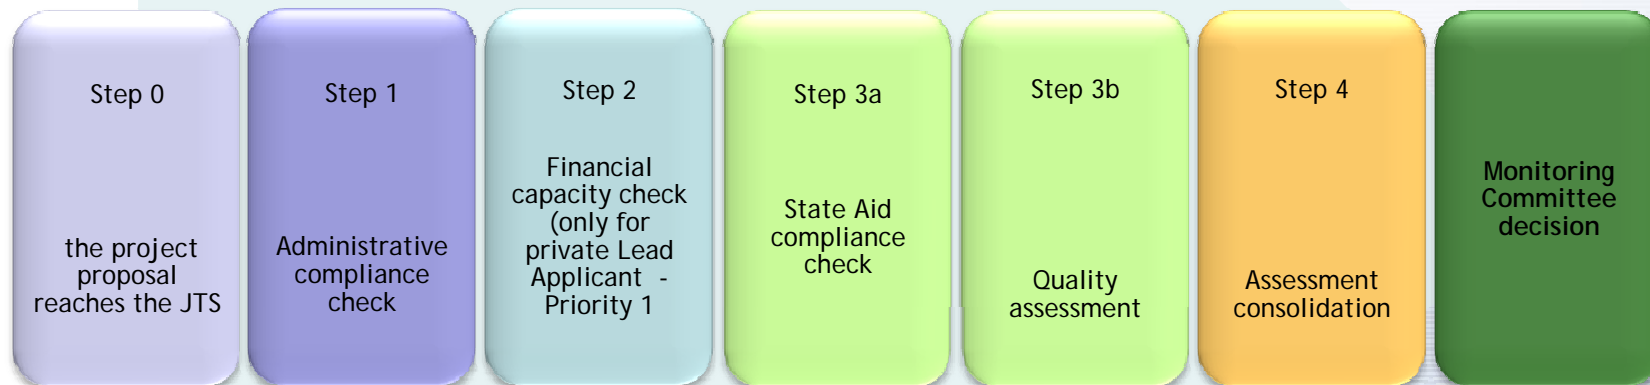 Step 0
the project
proposal
reaches the JTS
Step 1
Administrative
compliance
check
Step 2
Financial
capacity check
(only for
private Lead
Applicant -
Priority 1
Step 3a
State Aid
compliance
check
Step 3b
Quality
assessment
Step 4
Assessment
consolidation
Monitoring
Committee
decision